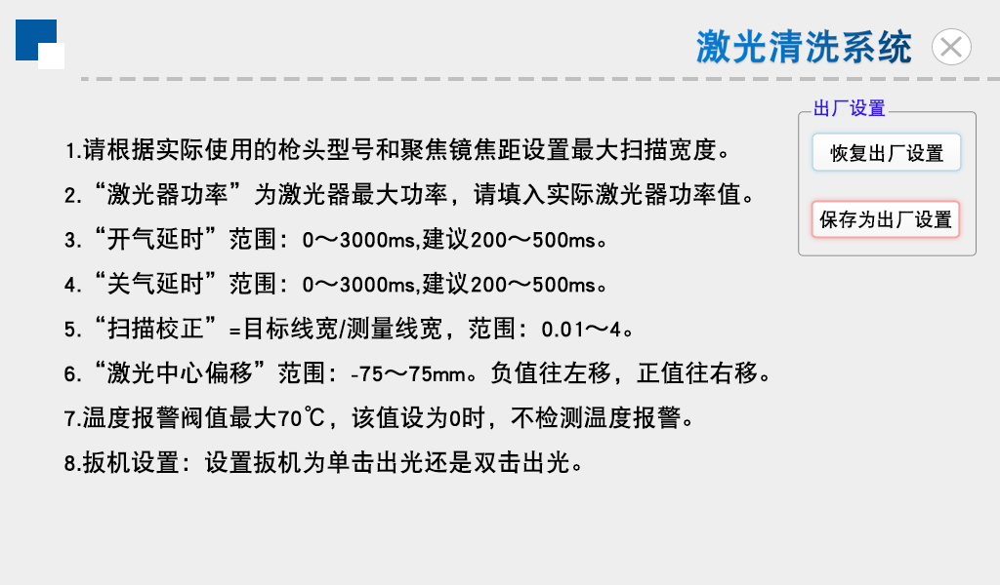 激光清洗系统
出厂设置
恢复出厂设置
保存为出厂设置
1.请根据实际使用的枪头型号和聚焦镜焦距设置最大扫描宽度。
2.“激光器功率”为激光器最大功率，请填入实际激光器功率值。
3.“开气延时”范围：0～3000ms,建议200～500ms。
4.“关气延时”范围：0～3000ms,建议200～500ms。
5.“扫描校正”=目标线宽/测量线宽，范围：0.01～4。
6.“激光中心偏移”范围：-75～75mm。负值往左移，正值往右移。
7.温度报警阀值最大70℃，该值设为0时，不检测温度报警。
8.扳机设置：设置扳机为单击出光还是双击出光。